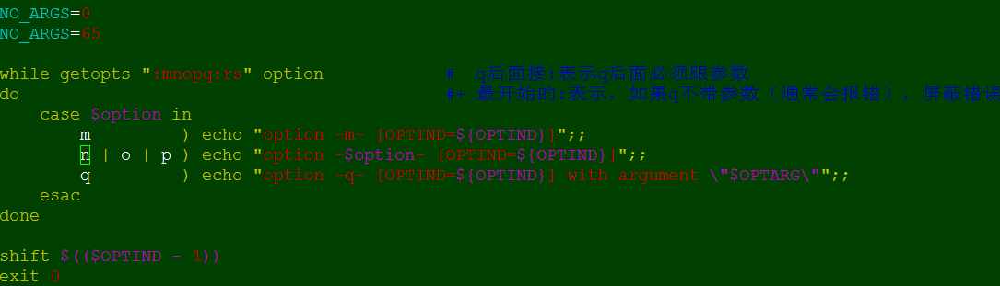 NO_ARGS=0
NO_ARGS=65
while getopts ":mnopq:rs" option # q后面接:表示q后面必须跟参数
do #+ 最开始的:表示，如果q不带参数（通常会报错），屏蔽错误
case $option in
m ) echo "option -m- [OPTIND=${OPTIND}]";;
n | o | p ) echo "option -$option- [OPTIND=${OPTIND}]";;
q ) echo "option -q- [OPTIND=${OPTIND}] with argument \"$OPTARG\"";;
esac
done
shift $(($OPTIND - 1))
exit 0